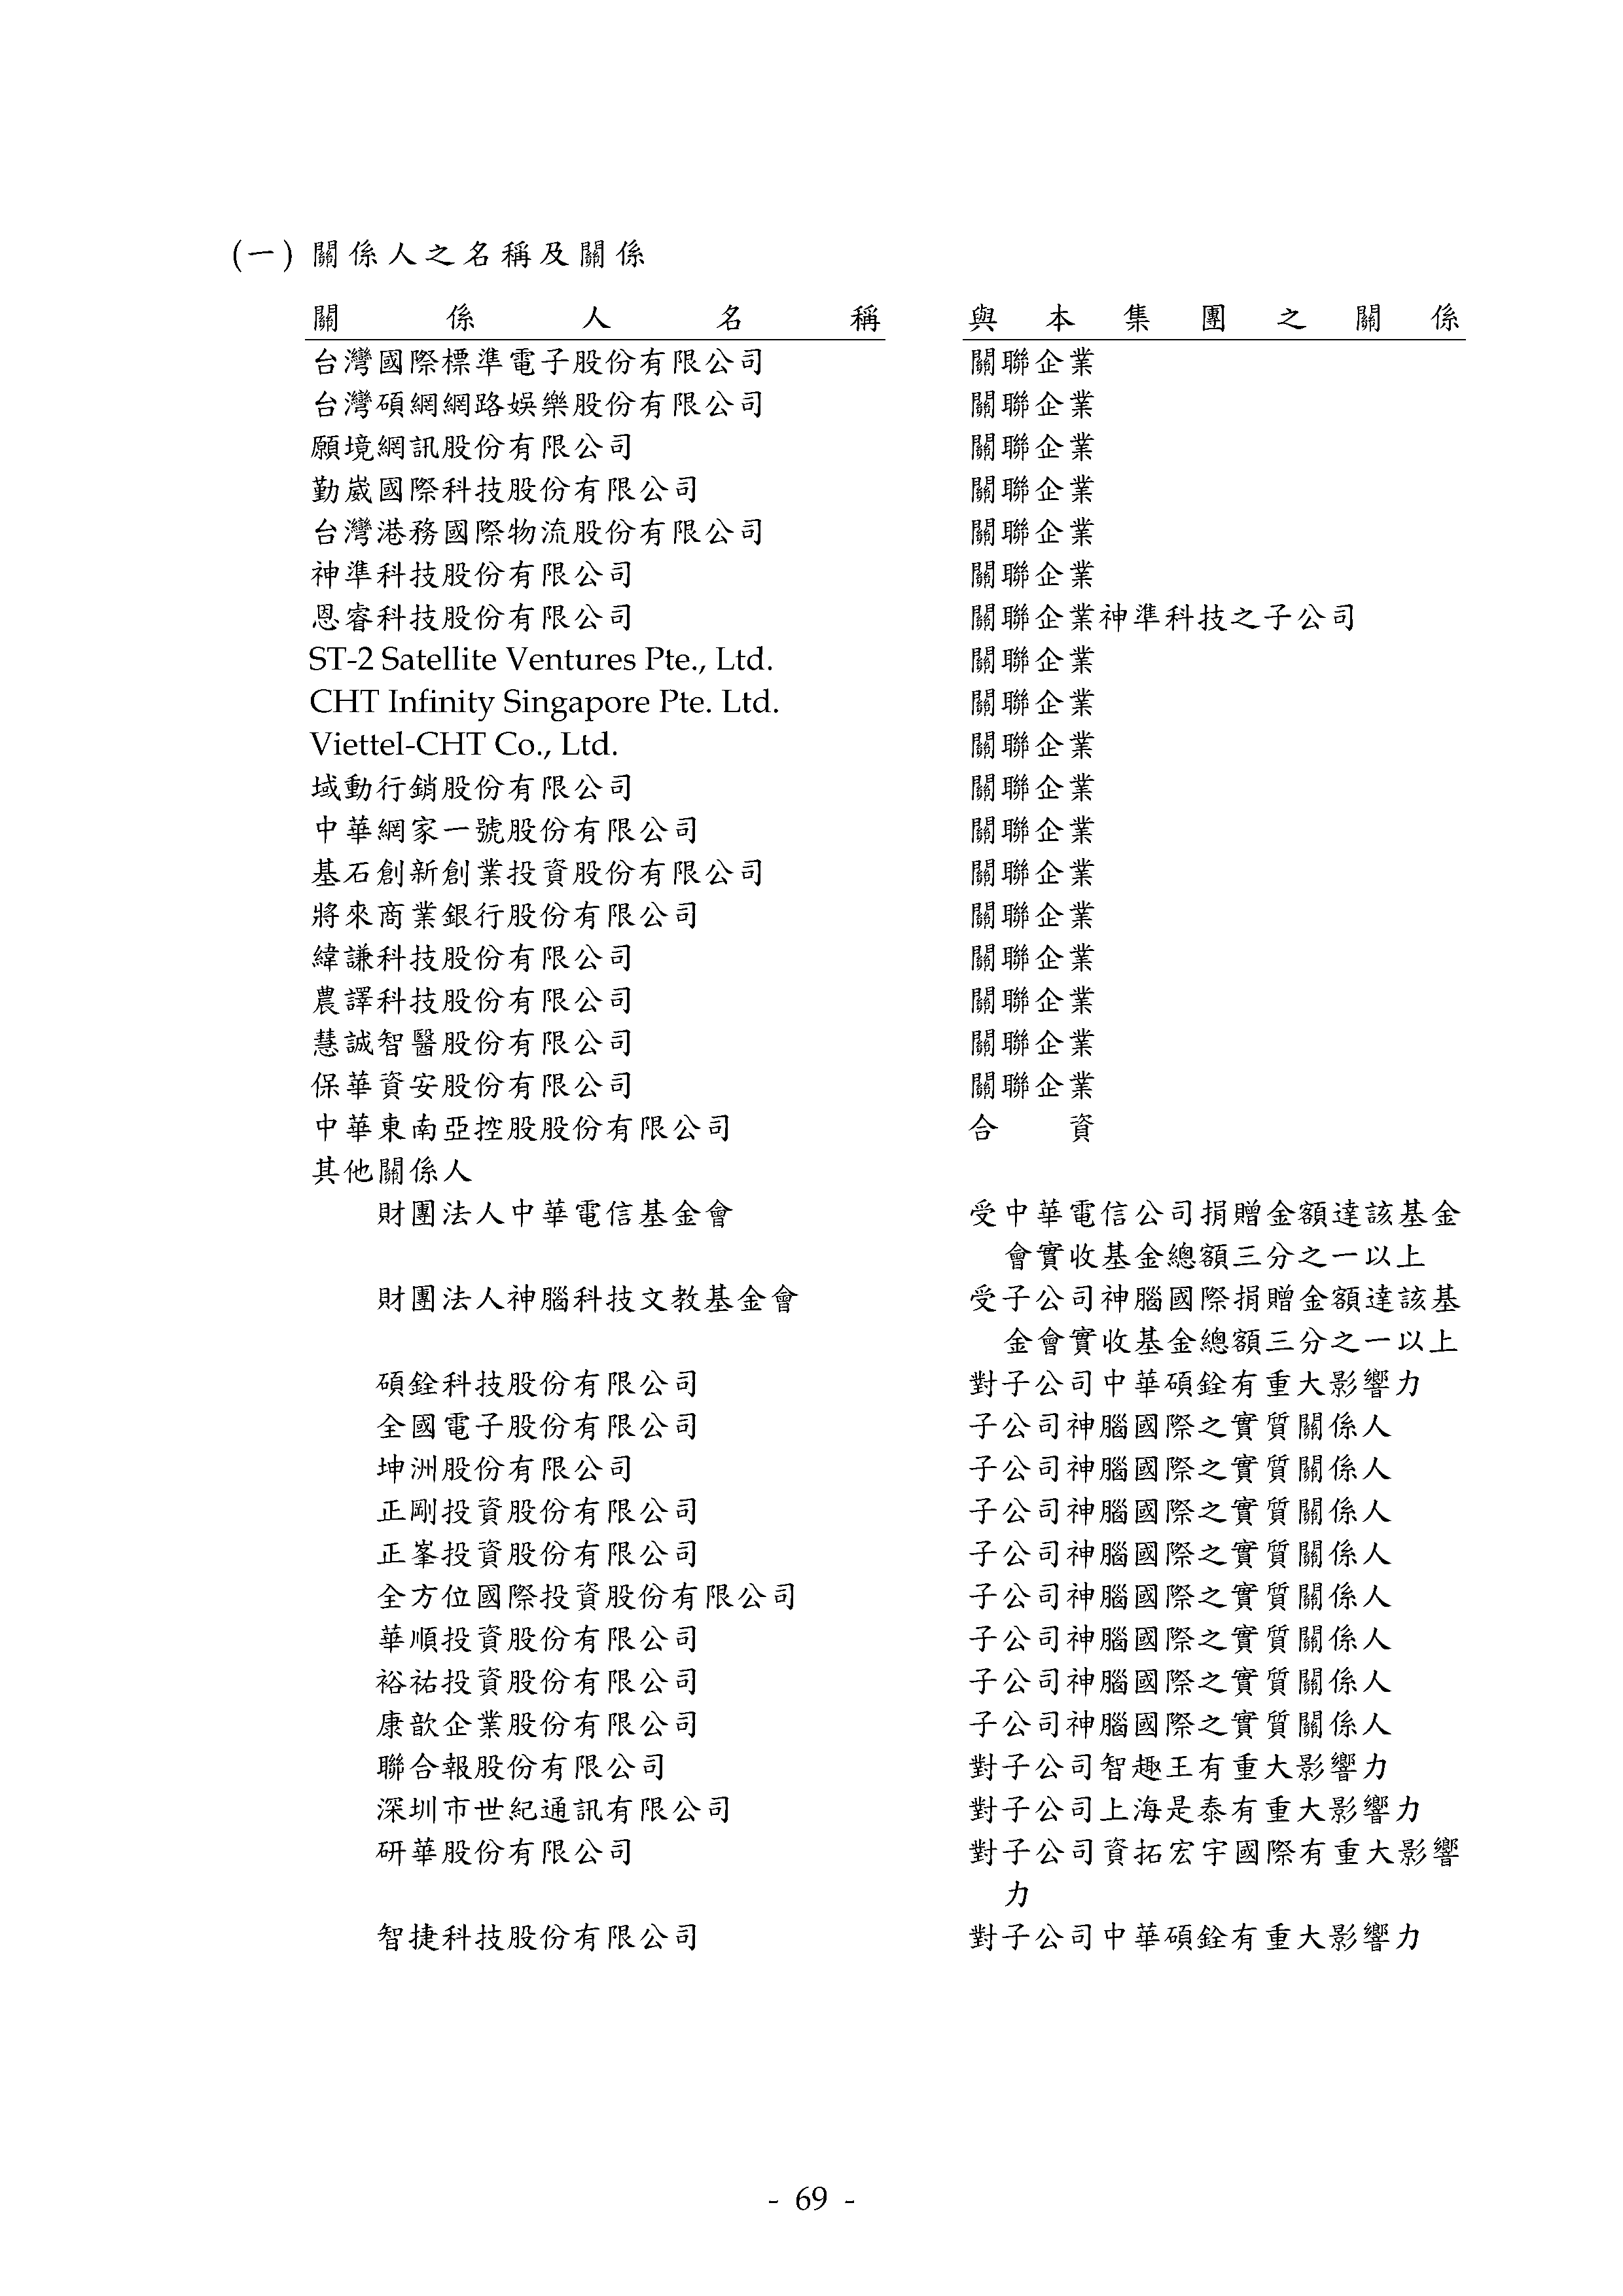 (一) 關係人之名稱及關係
關係人名稱 與本集團之關係
台灣國際標準電子股份有限公司 關聯企業
台灣碩網網路娛樂股份有限公司 關聯企業
願境網訊股份有限公司 關聯企業
勤崴國際科技股份有限公司 關聯企業
台灣港務國際物流股份有限公司 關聯企業
神準科技股份有限公司 關聯企業
恩睿科技股份有限公司 關聯企業神準科技之子公司
ST-2 Satellite Ventures Pte., Ltd. 關聯企業
CHT Infinity Singapore Pte. Ltd. 關聯企業
Viettel-CHT Co., Ltd. 關聯企業
域動行銷股份有限公司 關聯企業
中華網家一號股份有限公司 關聯企業
基石創新創業投資股份有限公司 關聯企業
將來商業銀行股份有限公司 關聯企業
緯謙科技股份有限公司 關聯企業
農譯科技股份有限公司 關聯企業
慧誠智醫股份有限公司 關聯企業
保華資安股份有限公司 關聯企業
中華東南亞控股股份有限公司 合資
其他關係人
財團法人中華電信基金會 受中華電信公司捐贈金額達該基金
會實收基金總額三分之一以上
財團法人神腦科技文教基金會 受子公司神腦國際捐贈金額達該基
金會實收基金總額三分之一以上
碩銓科技股份有限公司 對子公司中華碩銓有重大影響力
全國電子股份有限公司 子公司神腦國際之實質關係人
坤洲股份有限公司 子公司神腦國際之實質關係人
正剛投資股份有限公司 子公司神腦國際之實質關係人
正峯投資股份有限公司 子公司神腦國際之實質關係人
全方位國際投資股份有限公司 子公司神腦國際之實質關係人
華順投資股份有限公司 子公司神腦國際之實質關係人
裕祐投資股份有限公司 子公司神腦國際之實質關係人
康歆企業股份有限公司 子公司神腦國際之實質關係人
聯合報股份有限公司 對子公司智趣王有重大影響力
深圳市世紀通訊有限公司 對子公司上海是泰有重大影響力
研華股份有限公司 對子公司資拓宏宇國際有重大影響
力
智捷科技股份有限公司 對子公司中華碩銓有重大影響力
- 69 -